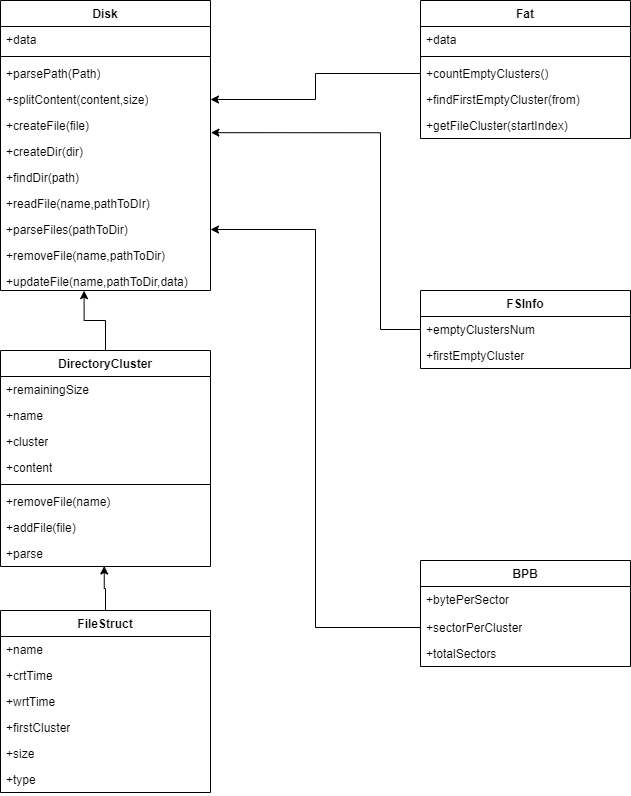 Disk
+data
+parsePath(Path)
+splitContent(content,size)
+createFile(file)
+createDir(dir)
+findDir(path)
+readFile(name,pathToDIr)
+parseFiles(pathToDir)
+removeFile(name,pathToDir)
+updateFile(name,pathToDir,data)
Fat
+data
+countEmptyClusters()
+findFirstEmptyCluster(from)
+getFileCluster(startIndex)
FSInfo
+emptyClustersNum
+firstEmptyCluster
DirectoryCluster
+remainingSize
+name
+cluster
+content
+removeFile(name)
+addFile(file)
+parse
BPB
+bytePerSector
+sectorPerCluster
+totalSectors
FileStruct
+name
+crtTime
+wrtTime
+firstCluster
+size
+type